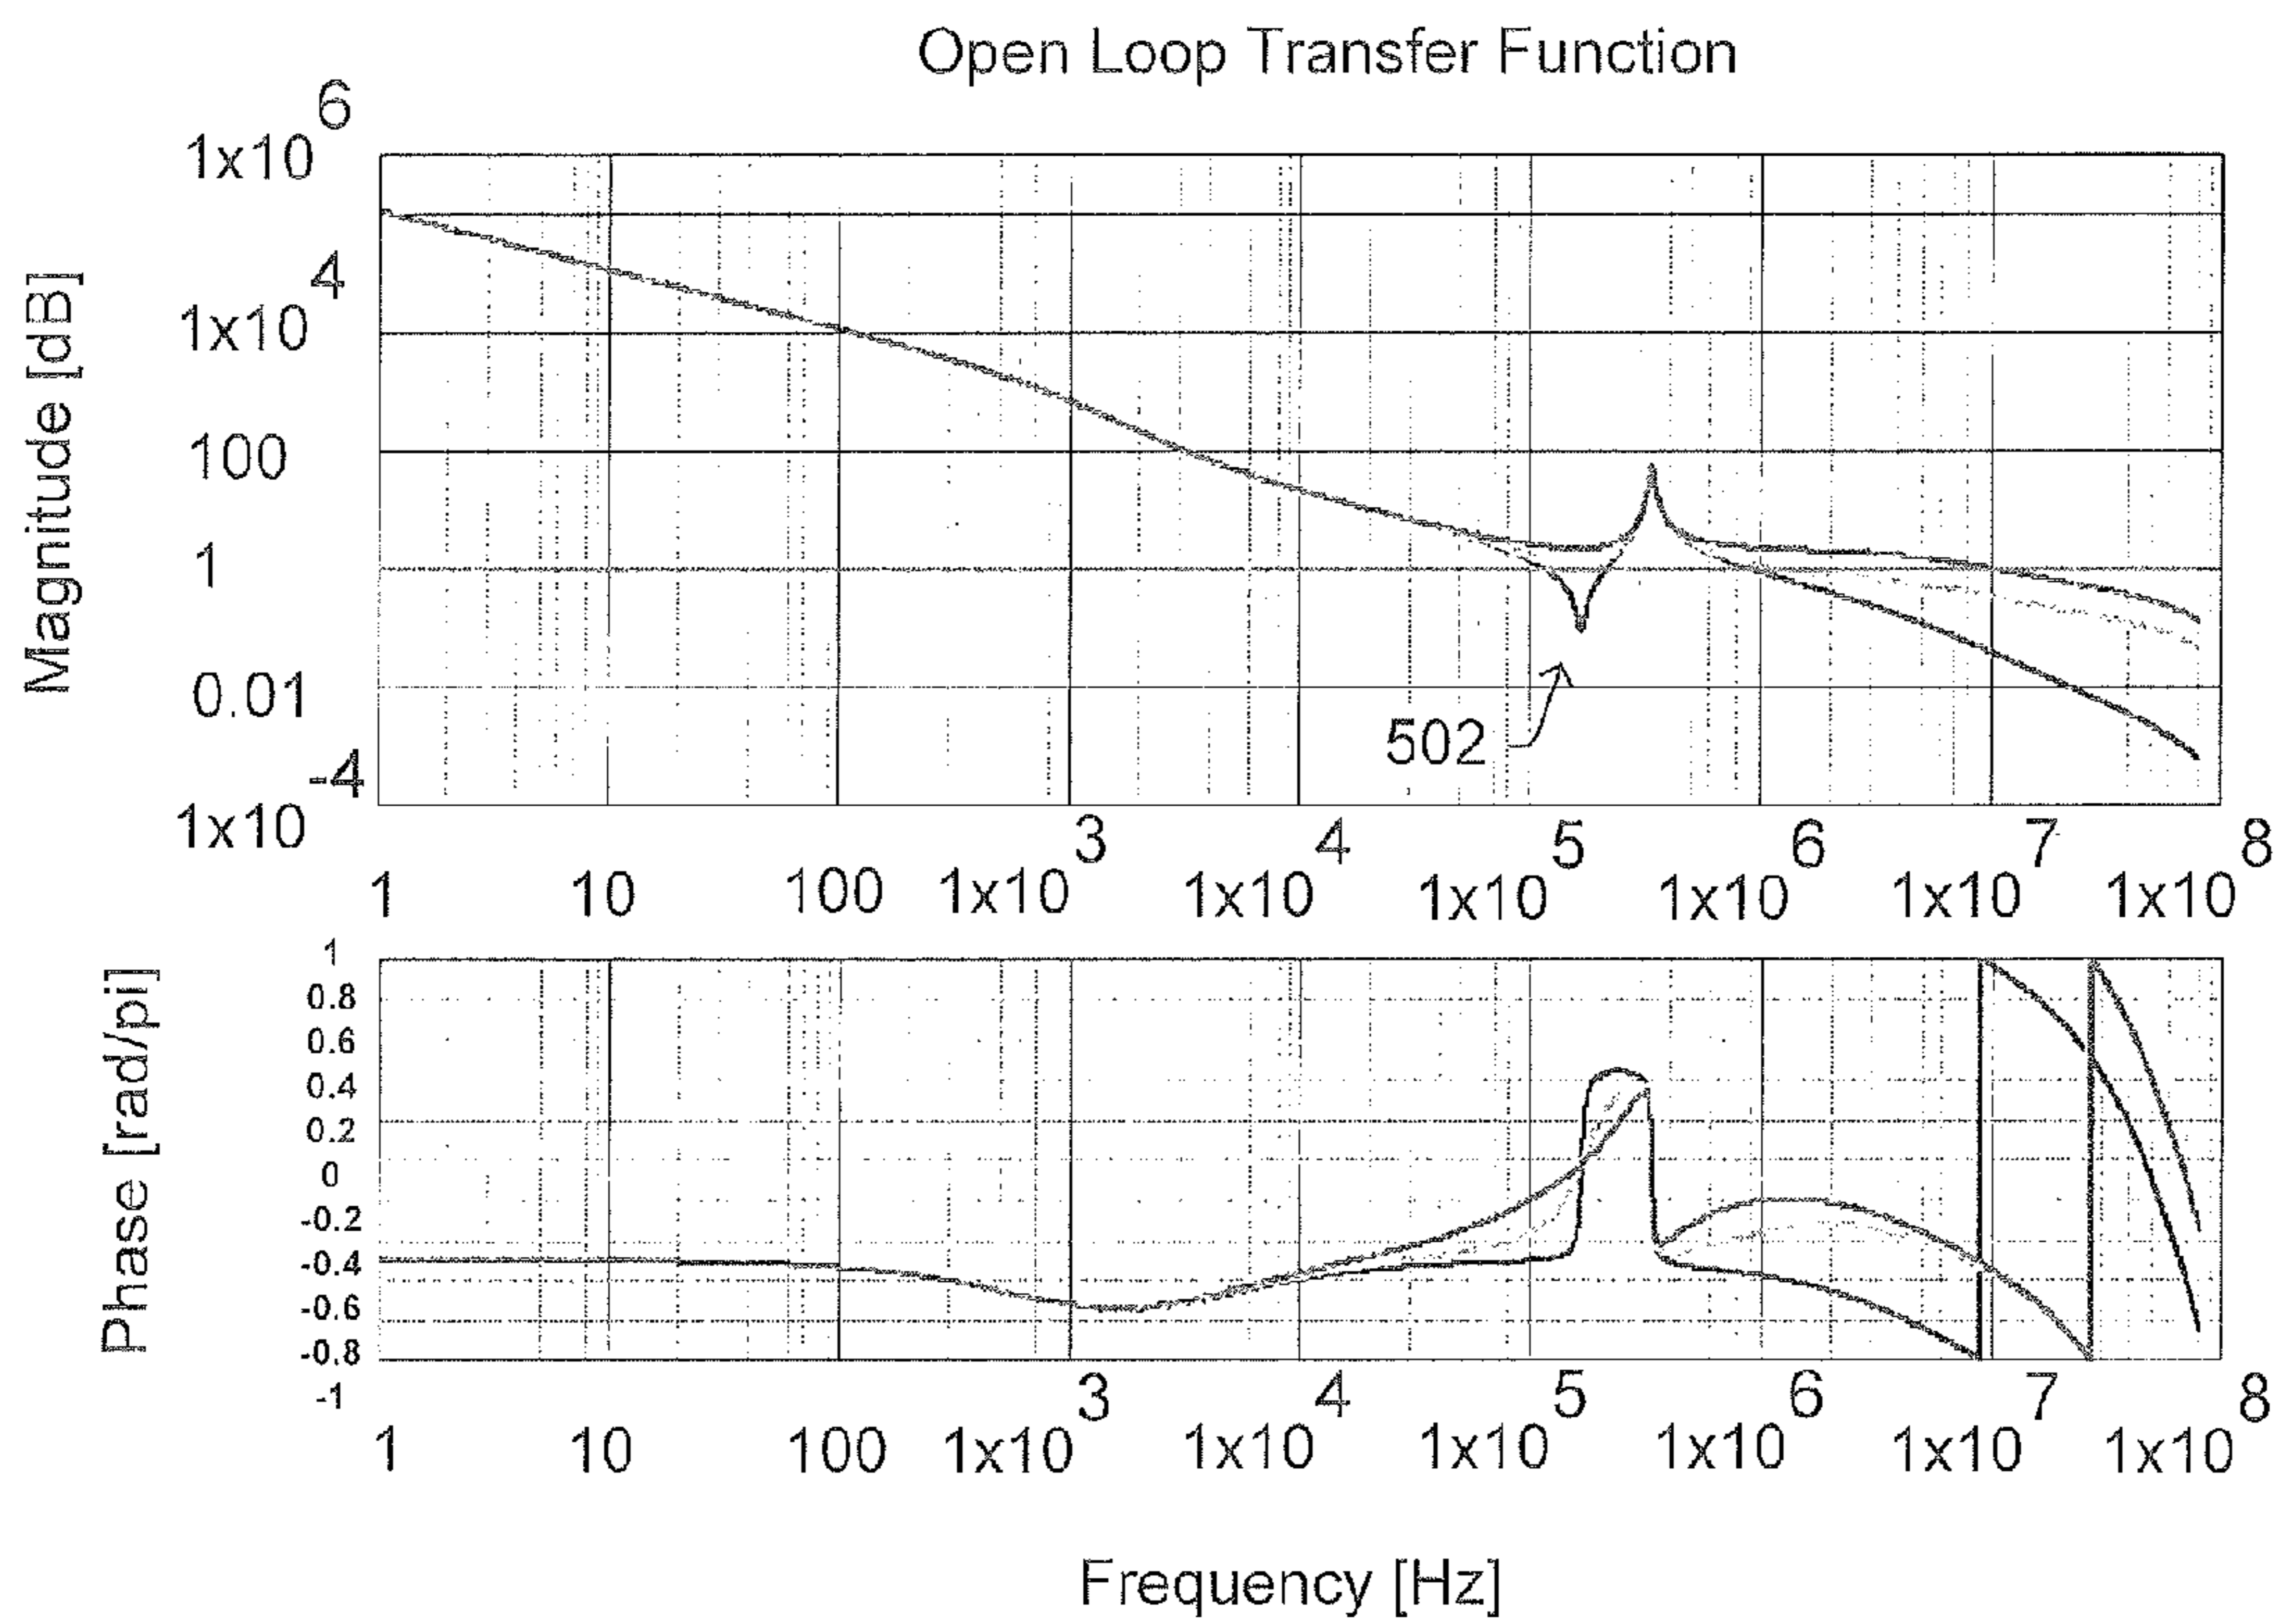 Open Loop Transfer Function
Magnitude [dB]
1x10^6
1x10^4
100
1
0.01
1x10^-4
502
1 10 100 1x10^3 1x10^4 1x10^5 1x10^6 1x10^7 1x10^8
Phase [rad/pi]
1
0.8
0.6
0.4
0.2
0
-0.2
-0.4
-0.6
-0.8
-1
1 10 100 1x10^3 1x10^4 1x10^5 1x10^6 1x10^7 1x10^8
Frequency [Hz]